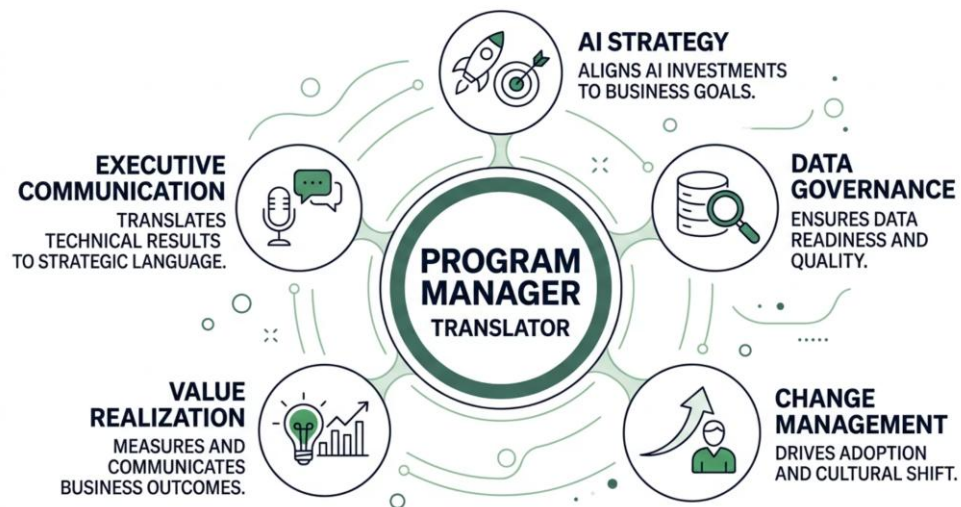 AI STRATEGY
ALIGNS AI INVESTMENTS
TO BUSINESS GOALS.
EXECUTIVE
COMMUNICATION
TRANSLATES
TECHNICAL RESULTS
TO STRATEGIC LANGUAGE.
DATA
GOVERNANCE
ENSURES DATA
READINESS AND
QUALITY.
PROGRAM
MANAGER
TRANSLATOR
VALUE
REALIZATION
MEASURES AND
COMMUNICATES
BUSINESS OUTCOMES.
CHANGE
MANAGEMENT
DRIVES ADOPTION
AND CULTURAL SHIFT.